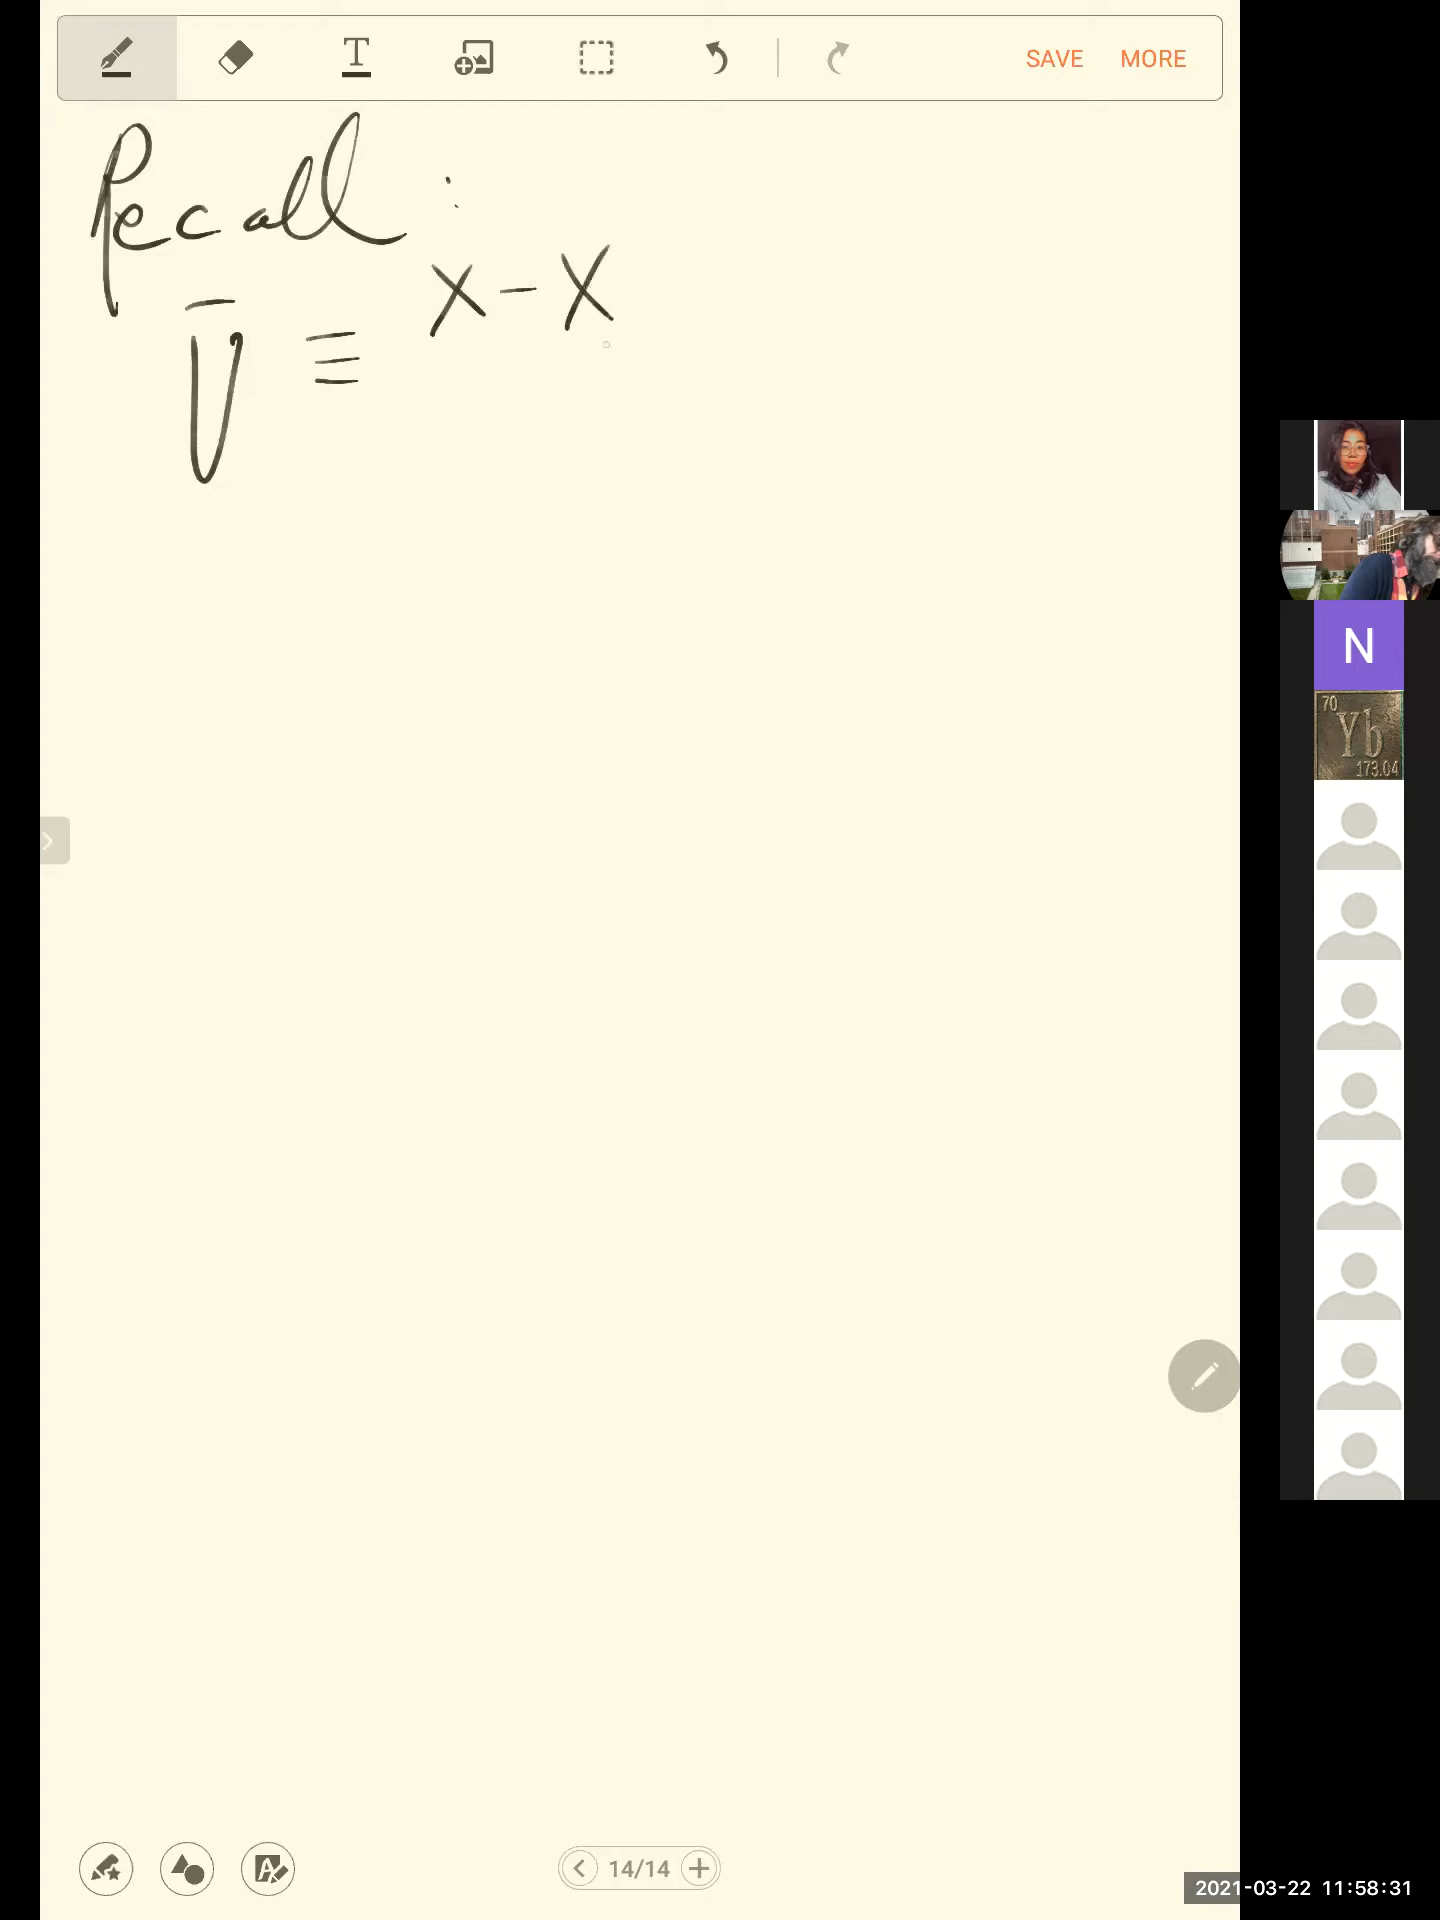 T SAVE MORE
Recall :
V̄ ≡ x - x
N
70
Yb
173.04
A
14/14
2021-03-22 11:58:31